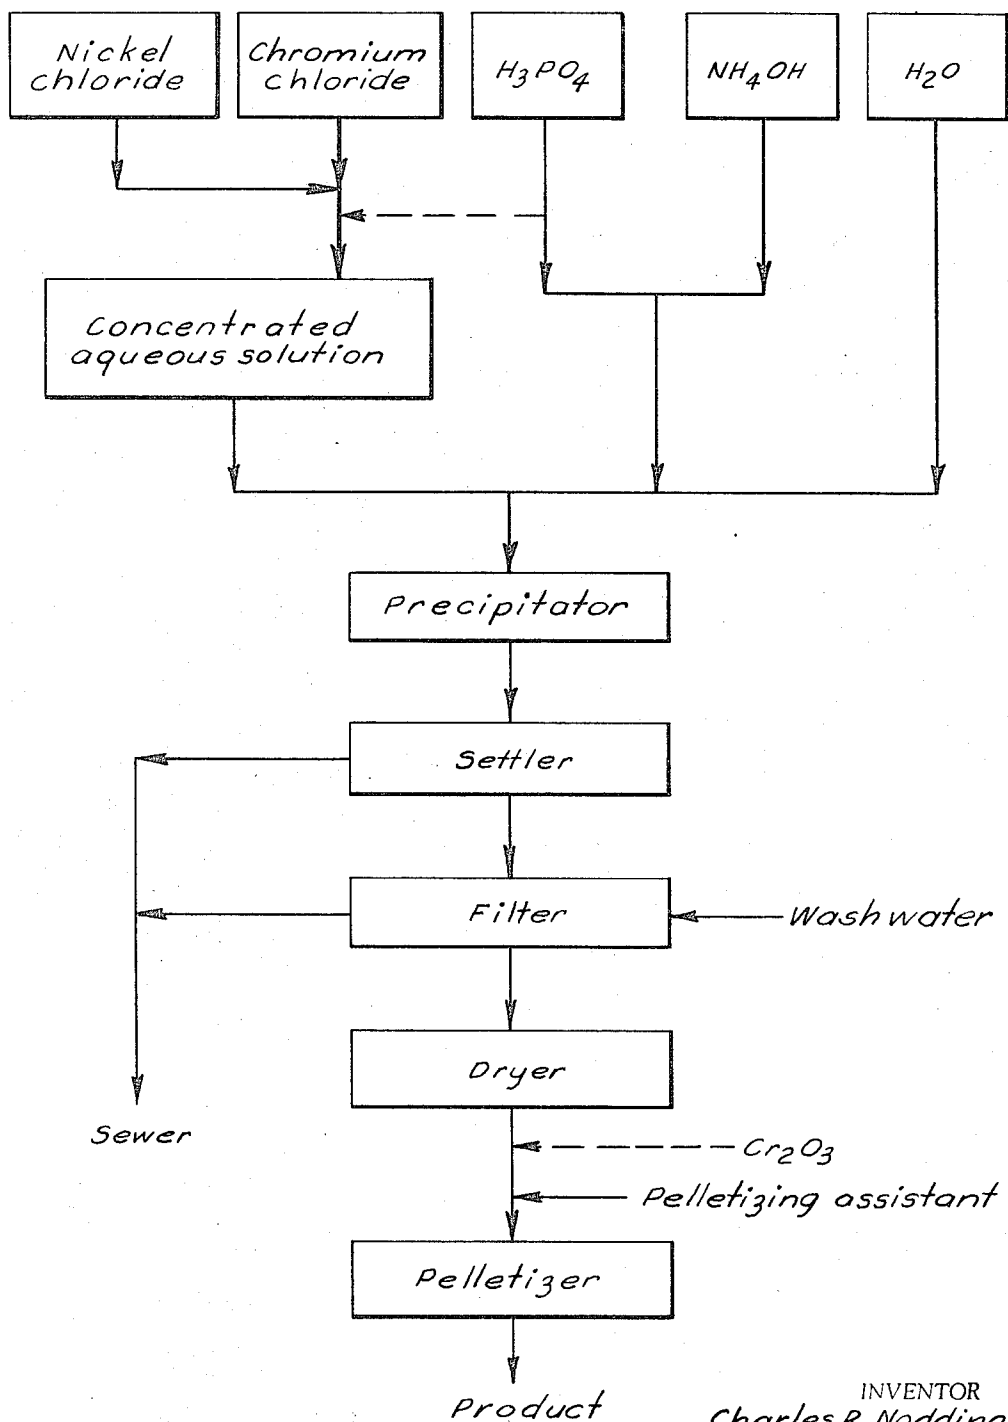 Nickel
chloride
Chromium
chloride
H3PO4
NH4OH
H2O
Concentrated
aqueous solution
Precipitator
Settler
Filter
Wash water
Dryer
Sewer
Cr2O3
Pelletizing assistant
Pelletizer
Product
INVENTOR
Charles R.